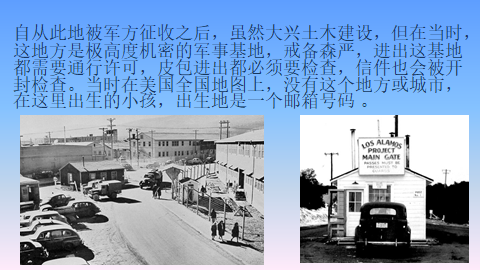 自从此地被军方征收之后，虽然大兴土木建设，但在当时，
这地方是极高度机密的军事基地，戒备森严，进出这基地
都需要通行许可，皮包进出都必须要检查，信件也会被开
封检查。当时在美国全国地图上，没有这个地方或城市，
在这里出生的小孩，出生地是一个邮箱号码 。
LOS ALAMOS
PROJECT
MAIN GATE
PASSES MUST BE
PRESENTED TO